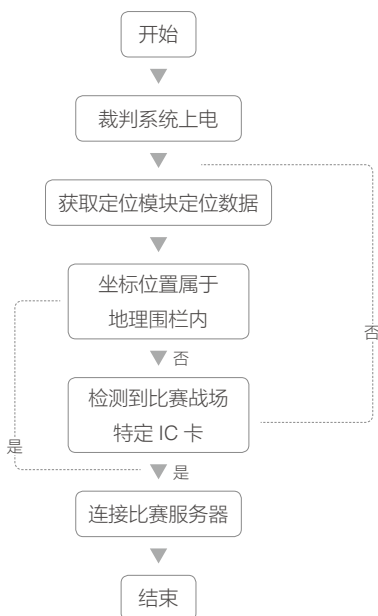 开始
裁判系统上电
获取定位模块定位数据
坐标位置属于
地理围栏内
否
否
检测到比赛战场
特定 IC 卡
是
是
连接比赛服务器
结束